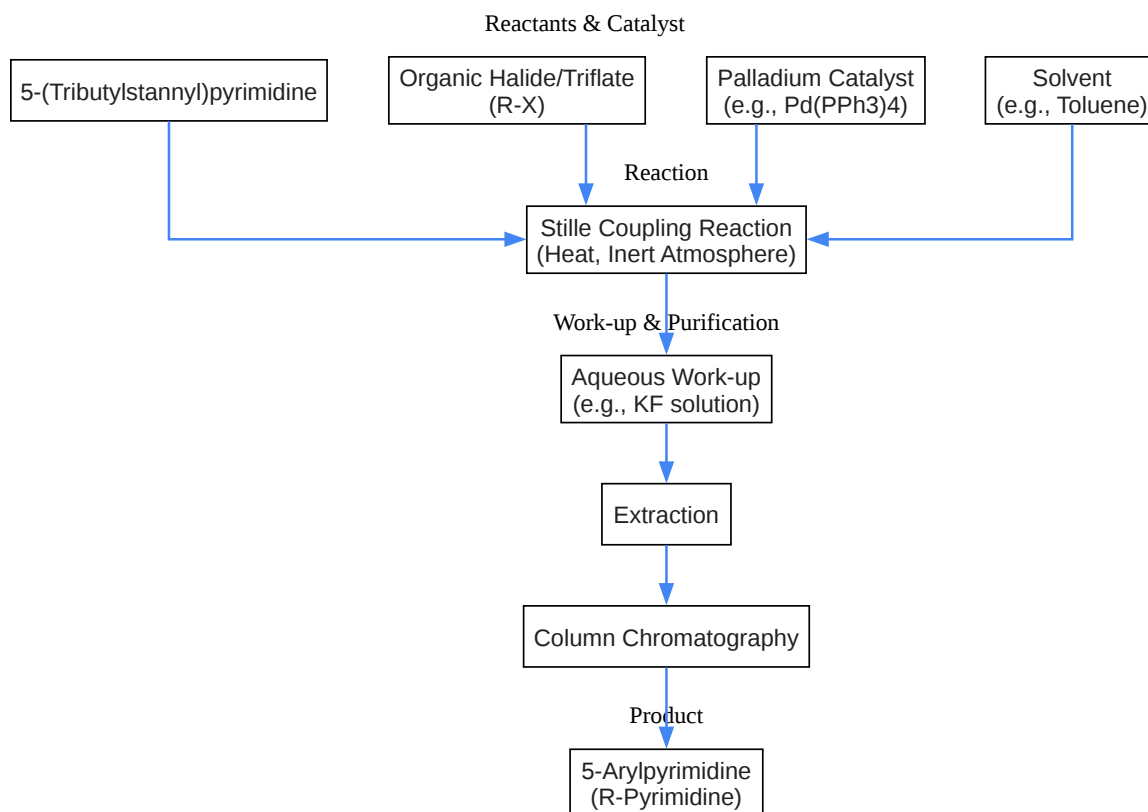 Reactants & Catalyst
5-(Tributylstannyl)pyrimidine
Organic Halide/Triflate
(R-X)
Palladium Catalyst
(e.g., Pd(PPh3)4)
Solvent
(e.g., Toluene)
Reaction
Stille Coupling Reaction
(Heat, Inert Atmosphere)
Work-up & Purification
Aqueous Work-up
(e.g., KF solution)
Extraction
Column Chromatography
Product
5-Arylpyrimidine
(R-Pyrimidine)